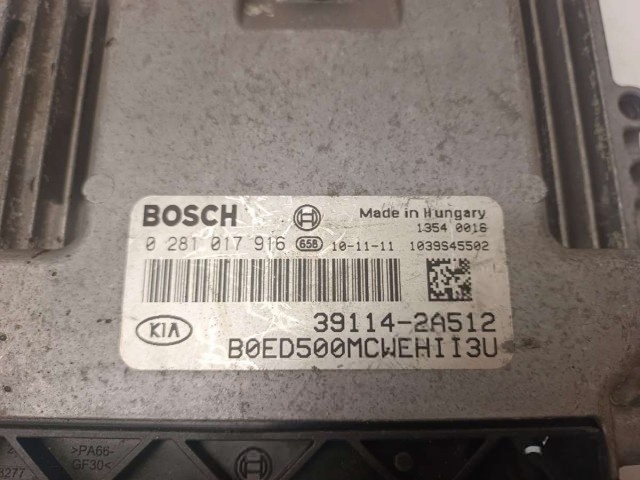 BOSCH Made in Hungary
1354 0016
0 281 017 916 658 10-11-11 1039S45502
KIA 39114-2A512
B0ED500MCWEHII3U
>PA66-
GF30<
3277